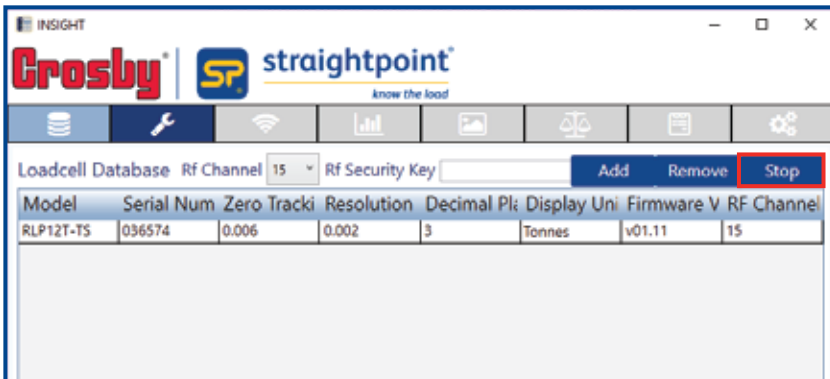 INSIGHT
Crosby SP straightpoint
know the load
Loadcell Database Rf Channel 15 Rf Security Key Add Remove Stop
Model Serial Num Zero Tracki Resolution Decimal Pla Display Uni Firmware V RF Channel
RLP12T-TS 036574 0.006 0.002 3 Tonnes v01.11 15